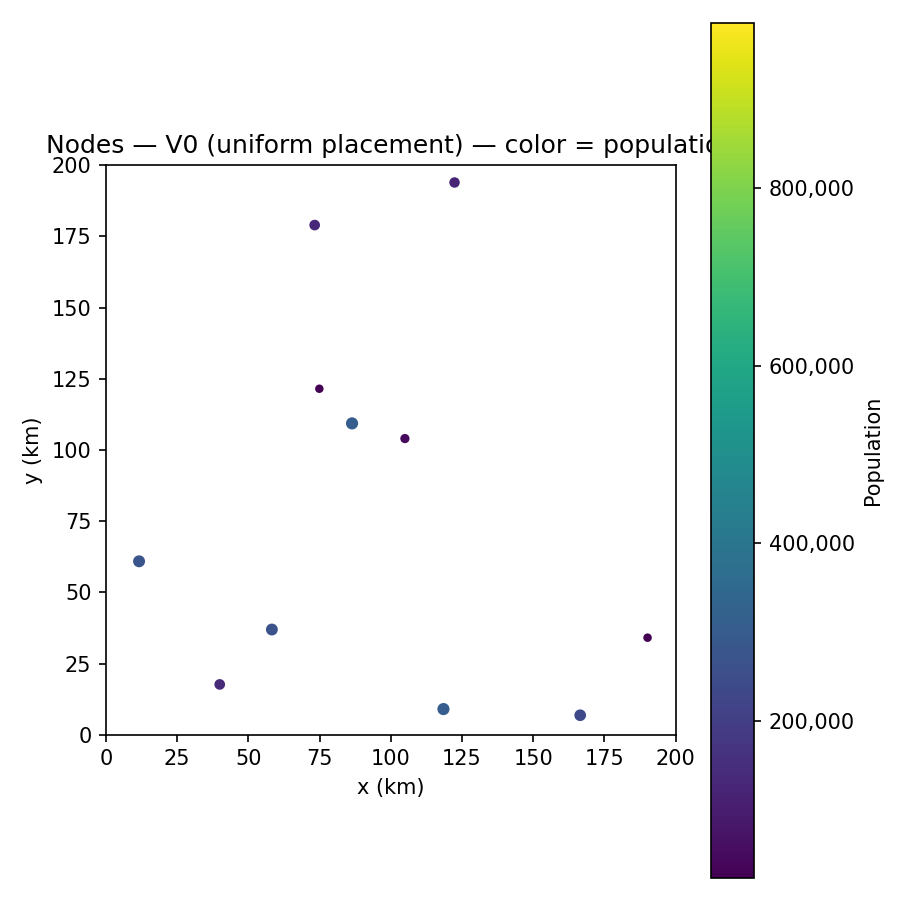 Nodes — V0 (uniform placement) — color = populatio
200
175
150
125
100
75
50
25
0
y (km)
0 25 50 75 100 125 150 175 200
x (km)
800,000
600,000
400,000
200,000
Population